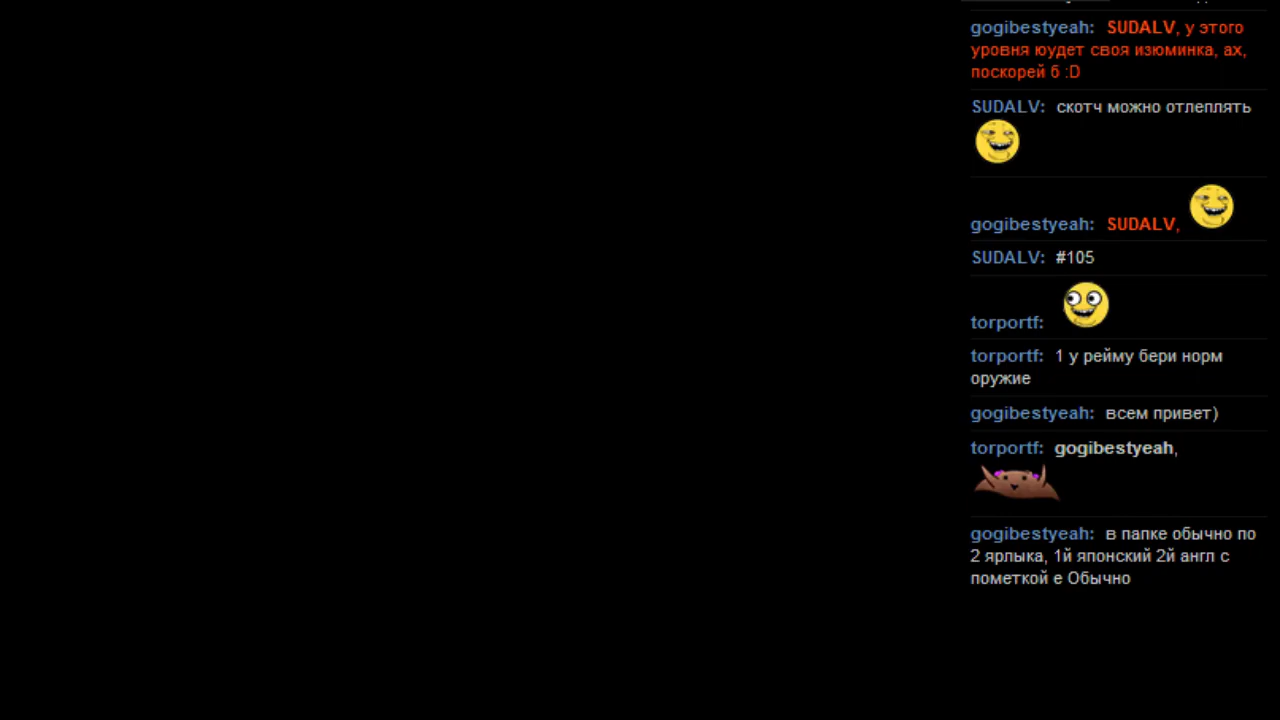 gogibestyeah: SUDALV, у этого
уровня юудет своя изюминка, ах,
поскорей б :D
SUDALV: скотч можно отлеплять
gogibestyeah: SUDALV,
SUDALV: #105
torportf:
torportf: 1 у рейму бери норм
оружие
gogibestyeah: всем привет)
torportf: gogibestyeah,
gogibestyeah: в папке обычно по
2 ярлыка, 1й японский 2й англ с
пометкой е Обычно